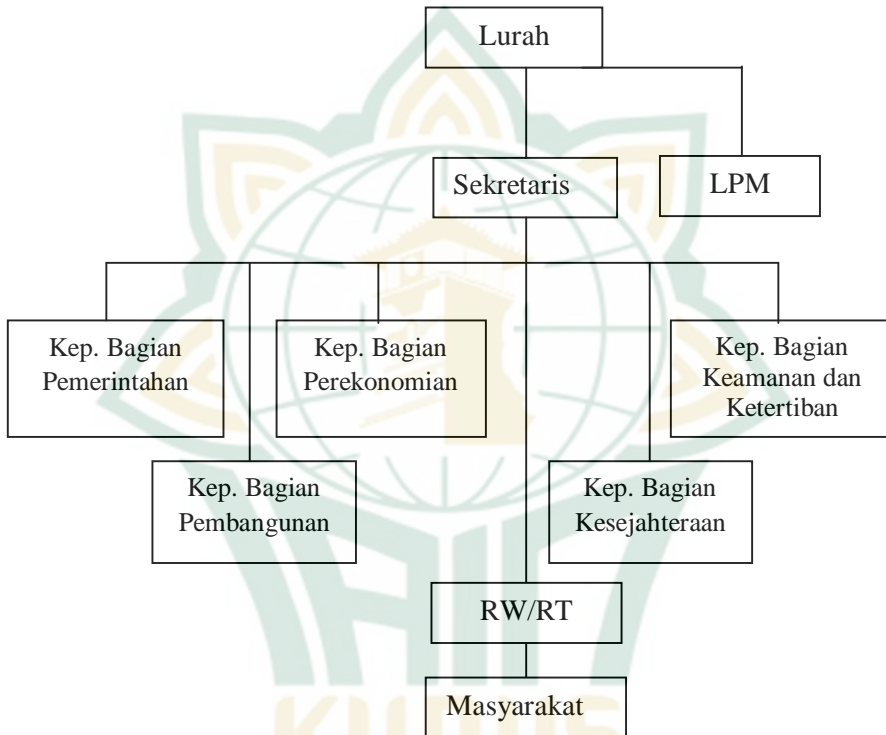 Lurah
Sekretaris
LPM
Kep. Bagian
Pemerintahan
Kep. Bagian
Perekonomian
Kep. Bagian
Keamanan dan
Ketertiban
Kep. Bagian
Pembangunan
Kep. Bagian
Kesejahteraan
RW/RT
Masyarakat
KUDUS